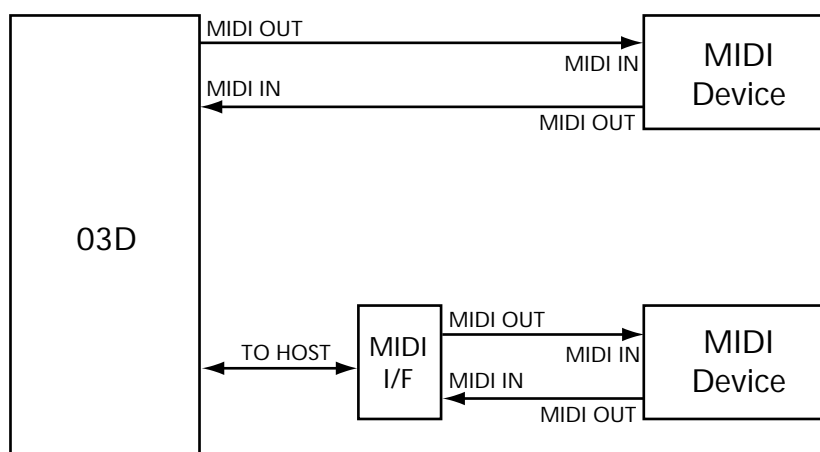 MIDI OUT
MIDI IN
MIDI
Device
MIDI IN
MIDI OUT
03D
TO HOST
MIDI
I/F
MIDI OUT
MIDI IN
MIDI
Device
MIDI IN
MIDI OUT